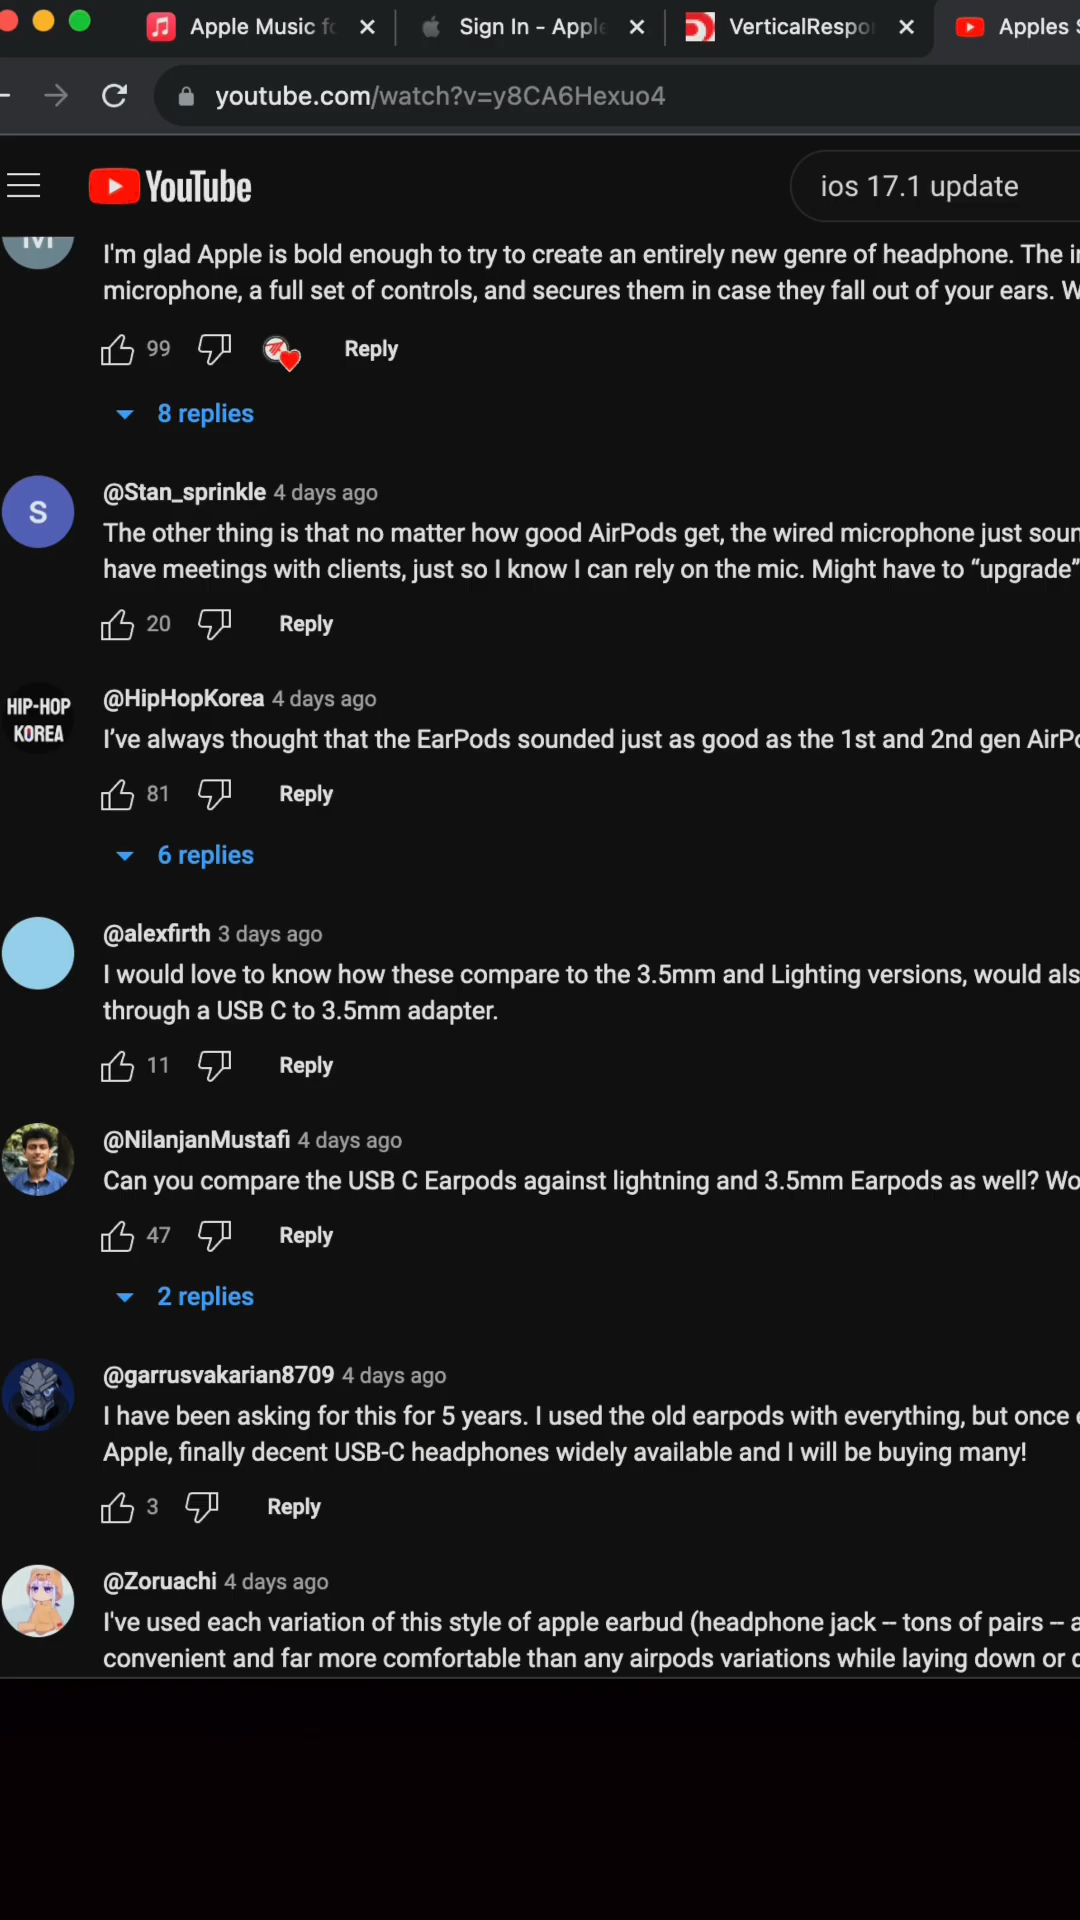 Apple Music
Sign In - Apple
VerticalRespo
Apples
youtube.com/watch?v=y8CA6Hexuo4
YouTube
ios 17.1 update
M
I'm glad Apple is bold enough to try to create an entirely new genre of headphone. The
microphone, a full set of controls, and secures them in case they fall out of your ears.
99
Reply
8 replies
S
@Stan_sprinkle 4 days ago
The other thing is that no matter how good AirPods get, the wired microphone just
have meetings with clients, just so I know I can rely on the mic. Might have to “upgrade”
20
Reply
HIP-HOP
KOREA
@HipHopKorea 4 days ago
I’ve always thought that the EarPods sounded just as good as the 1st and 2nd gen
81
Reply
6 replies
@alexfirth 3 days ago
I would love to know how these compare to the 3.5mm and Lighting versions, would
through a USB C to 3.5mm adapter.
11
Reply
@NilanjanMustafi 4 days ago
Can you compare the USB C Earpods against lightning and 3.5mm Earpods as well?
47
Reply
2 replies
@garrusvakarian8709 4 days ago
I have been asking for this for 5 years. I used the old earpods with everything, but once
Apple, finally decent USB-C headphones widely available and I will be buying many!
3
Reply
@Zoruachi 4 days ago
I've used each variation of this style of apple earbud (headphone jack -- tons of pairs --
convenient and far more comfortable than any airpods variations while laying down or